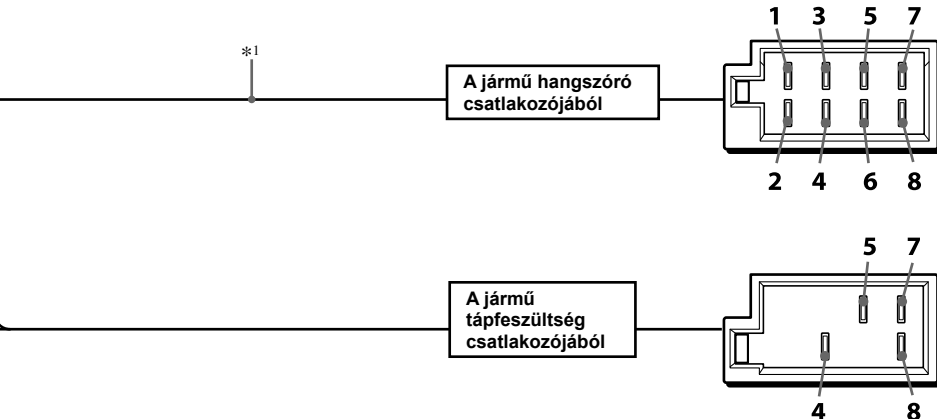 1 3 5 7
*1
A jármű hangszóró
csatlakozójából
2 4 6 8
5 7
A jármű
tápfeszültség
csatlakozójából
4 8